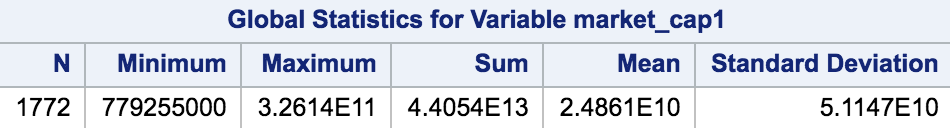 Global Statistics for Variable market_cap1
N Minimum Maximum Sum Mean Standard Deviation
1772 779255000 3.2614E11 4.4054E13 2.4861E10 5.1147E10